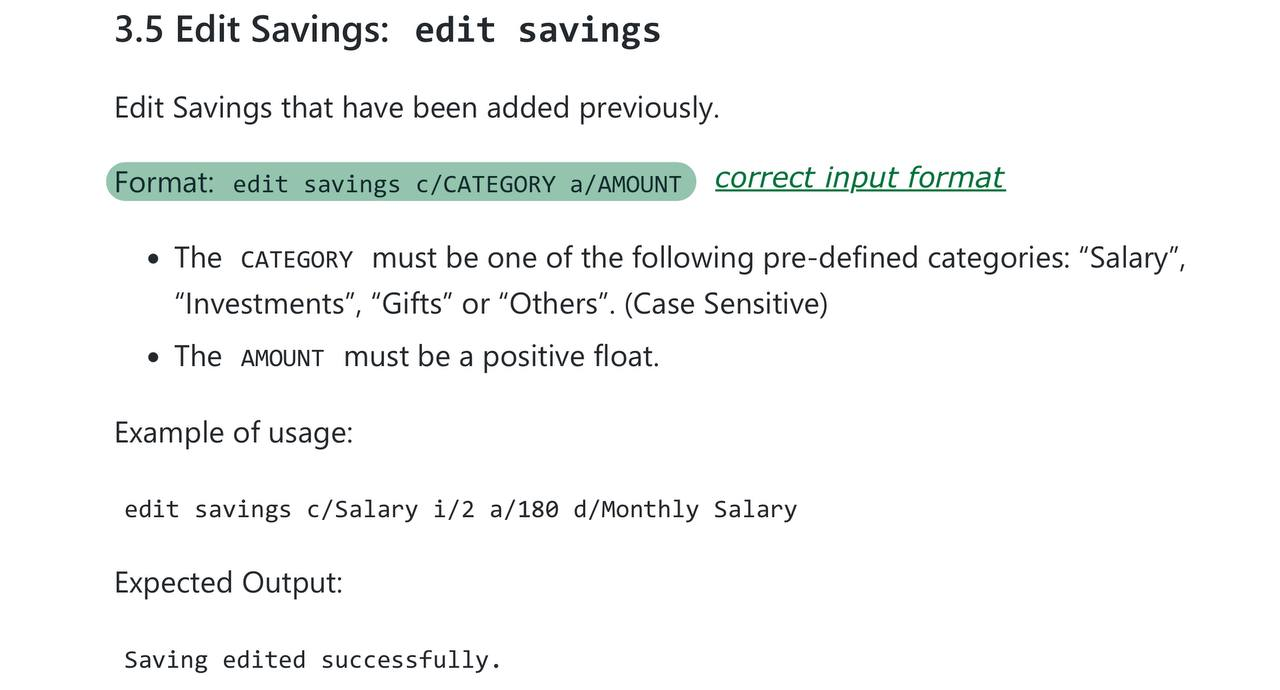 3.5 Edit Savings: edit savings
Edit Savings that have been added previously.
Format: edit savings c/CATEGORY a/AMOUNT correct input format
• The CATEGORY must be one of the following pre-defined categories: “Salary”,
“Investments”, “Gifts” or “Others”. (Case Sensitive)
• The AMOUNT must be a positive float.
Example of usage:
edit savings c/Salary i/2 a/180 d/Monthly Salary
Expected Output:
Saving edited successfully.